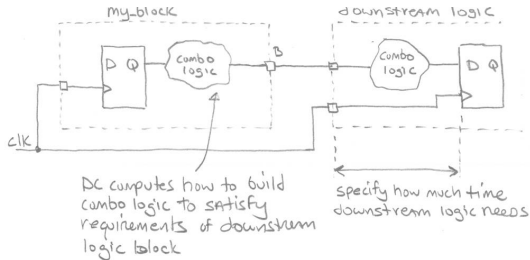 my_block
downstream logic
D Q
combo
logic
B
combo
logic
D Q
clk
DC computes how to build
combo logic to satisfy
requirements of downstream
logic block
specify how much time
downstream logic needs